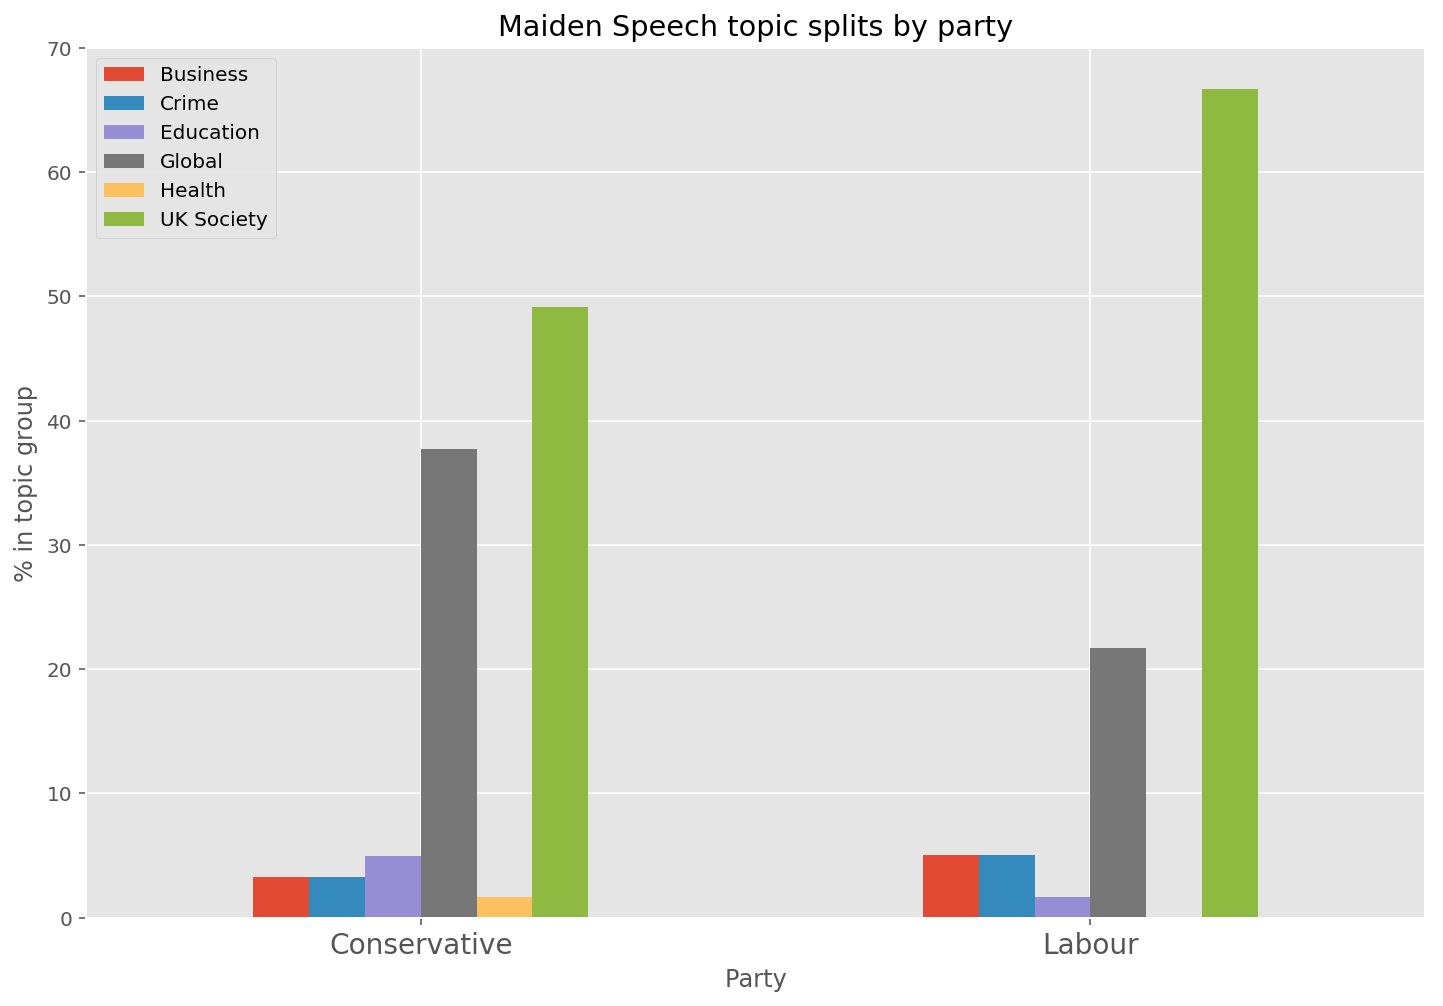 Maiden Speech topic splits by party
70
60
50
40
30
20
10
0
% in topic group
Business
Crime
Education
Global
Health
UK Society
Conservative
Labour
Party